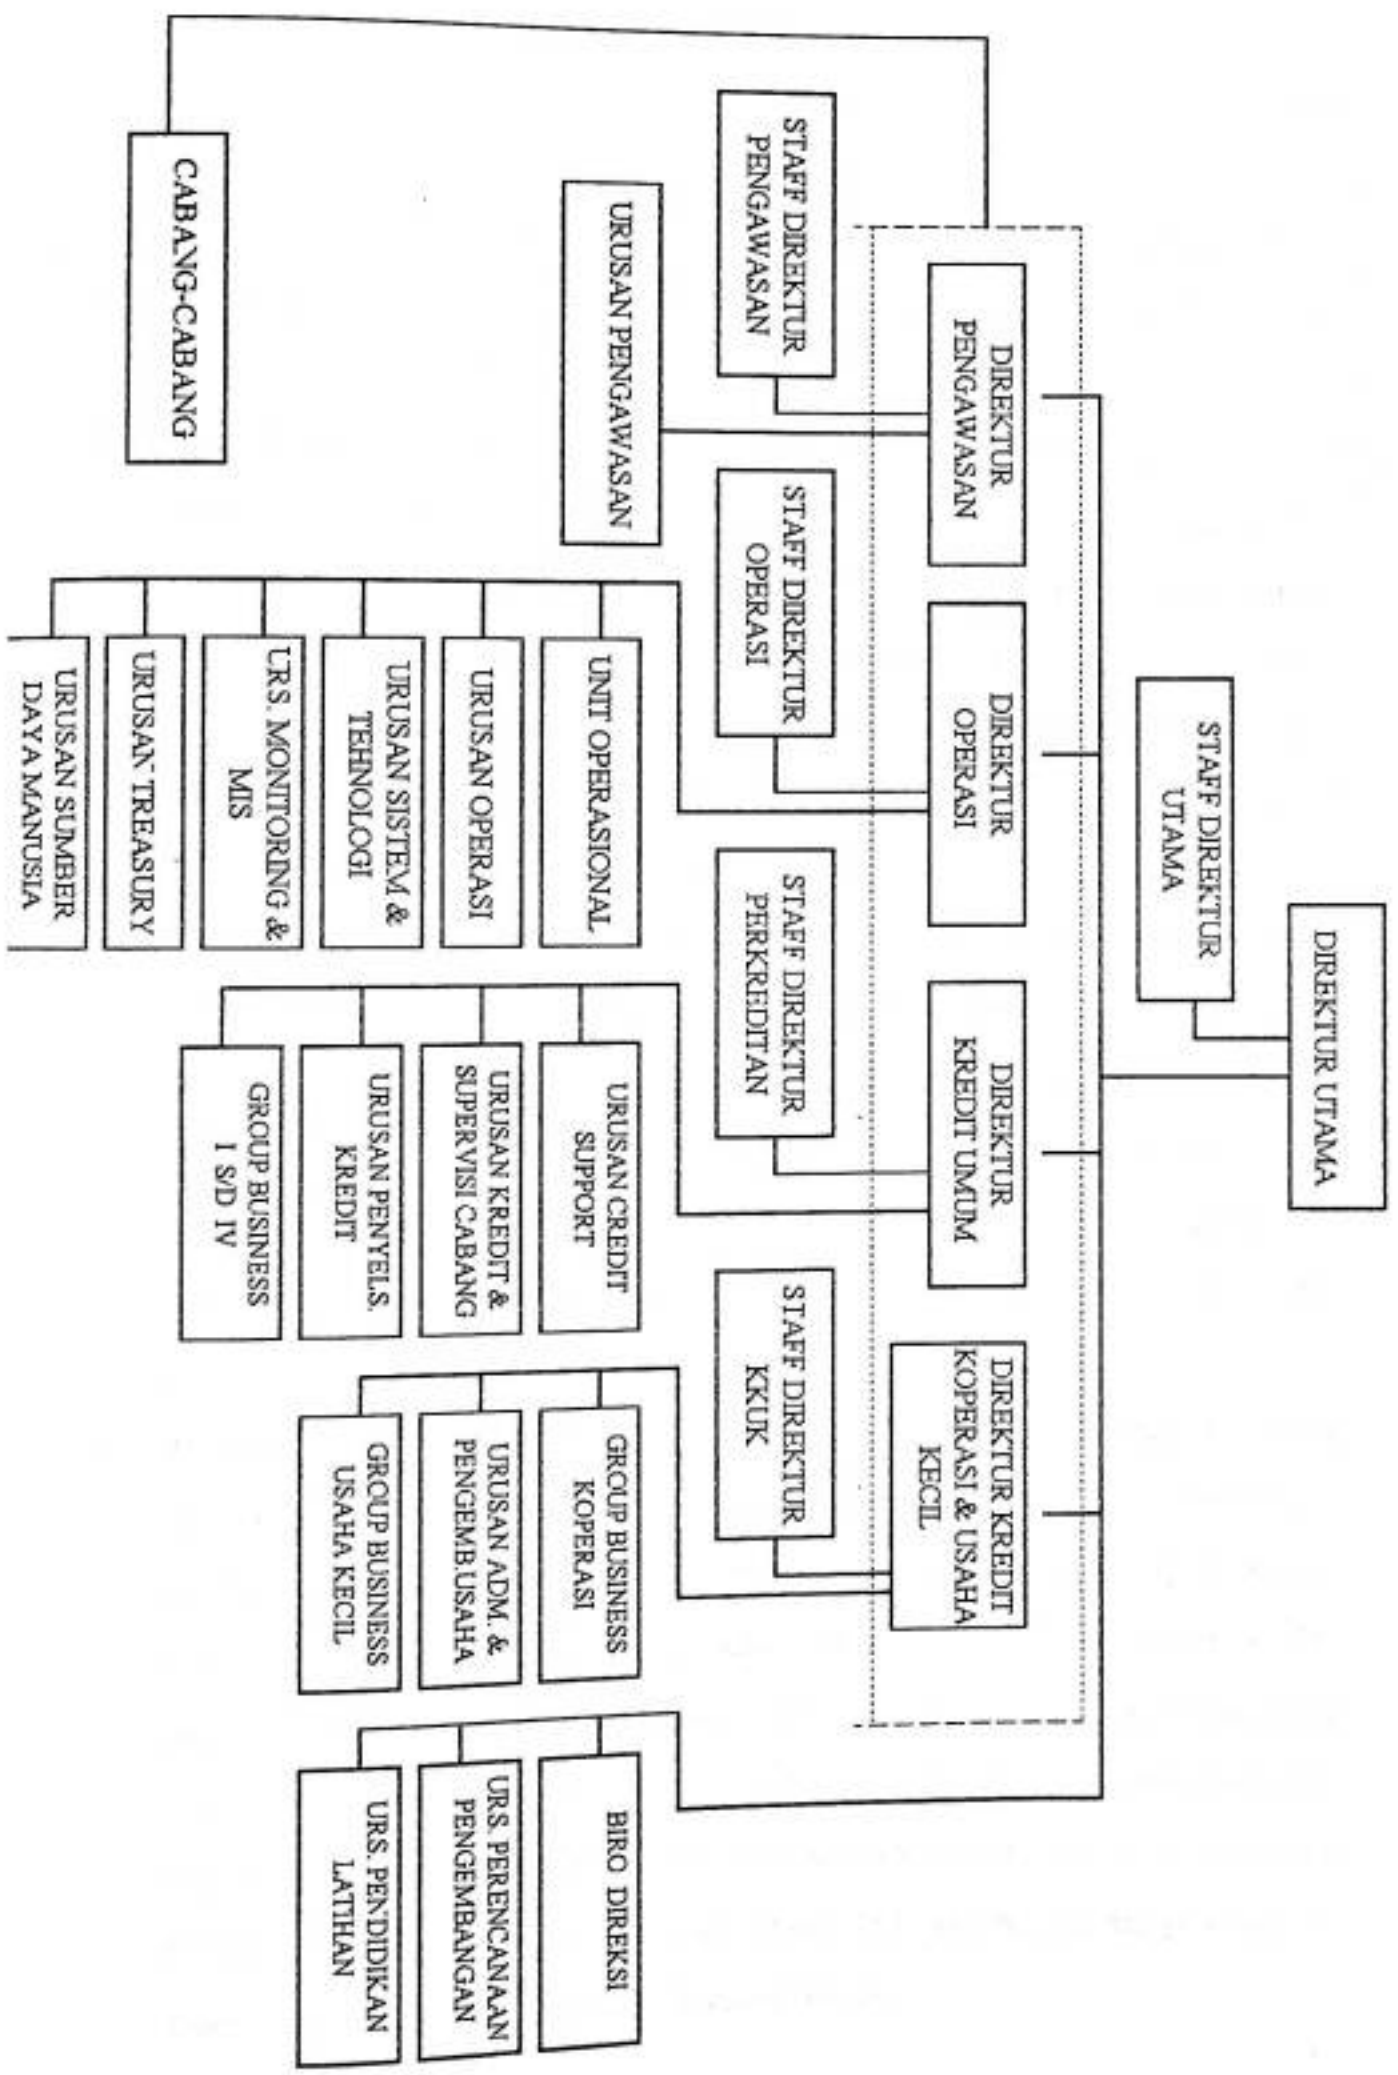 DIREKTUR UTAMA
STAFF DIREKTUR
UTAMA
DIREKTUR
PENGAWASAN
DIREKTUR
OPERASI
DIREKTUR
KREDIT UMUM
DIREKTUR KREDIT
KOPERASI & USAHA
KECIL
STAFF DIREKTUR
PENGAWASAN
STAFF DIREKTUR
OPERASI
STAFF DIREKTUR
PERKREDITAN
STAFF DIREKTUR
KKUK
URUSAN PENGAWASAN
UNIT OPERASIONAL
URUSAN OPERASI
URUSAN SISTEM &
TEHNOLOGI
URS. MONITORING &
MIS
URUSAN TREASURY
URUSAN SUMBER
DAYA MANUSIA
URUSAN CREDIT
SUPPORT
URUSAN KREDIT &
SUPERVISI CABANG
URUSAN PENYELS.
KREDIT
GROUP BUSINESS
I S/D IV
GROUP BUSINESS
KOPERASI
URUSAN ADM. &
PENGEMB.USAHA
GROUP BUSINESS
USAHA KECIL
BIRO DIREKSI
URS. PERENCANAAN
PENGEMBANGAN
URS. PENDIDIKAN
LATIHAN
CABANG-CABANG